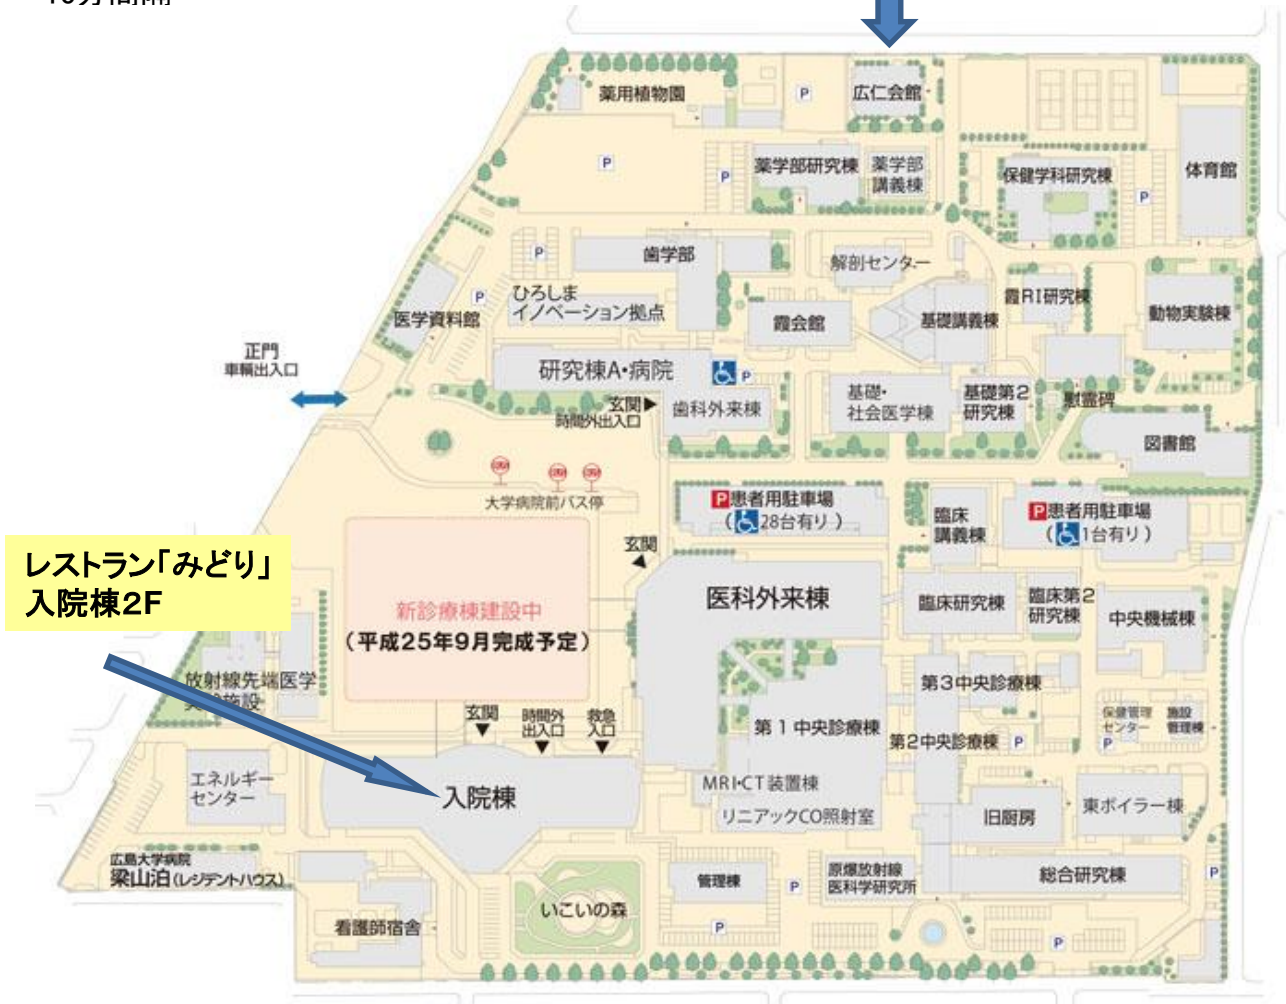 10分間隔
薬用植物園
P
広仁会館
P
P
薬学部研究棟
薬学部
講義棟
保健学科研究棟
P
体育館
P
歯学部
解剖センター
P
ひろしま
イノベーション拠点
医学資料館
霞会館
基礎講義棟
霞RI研究棟
動物実験棟
正門
車輌出入口
研究棟A・病院
P
玄関▶
時間外出入口
歯科外来棟
基礎・
社会医学棟
基礎第2
研究棟
慰霊碑
図書館
大学病院前バス停
P患者用駐車場
(28台有り)
臨床
講義棟
P患者用駐車場
(1台有り)
玄関
レストラン「みどり」
入院棟2F
新診療棟建設中
(平成25年9月完成予定)
医科外来棟
臨床研究棟
臨床第2
研究棟
中央機械棟
放射線先端医学
施設
第3中央診療棟
玄関
時間外
出入口
救急
入口
第1中央診療棟
第2中央診療棟
P
保健管理
センター
P
施設
管理棟
エネルギー
センター
入院棟
MRI・CT装置棟
リニアックCO照射室
旧厨房
東ボイラー棟
広島大学病院
梁山泊(レジデントハウス)
管理棟
P
原爆放射線
医科学研究所
総合研究棟
P
看護師宿舎
いこいの森
P
P